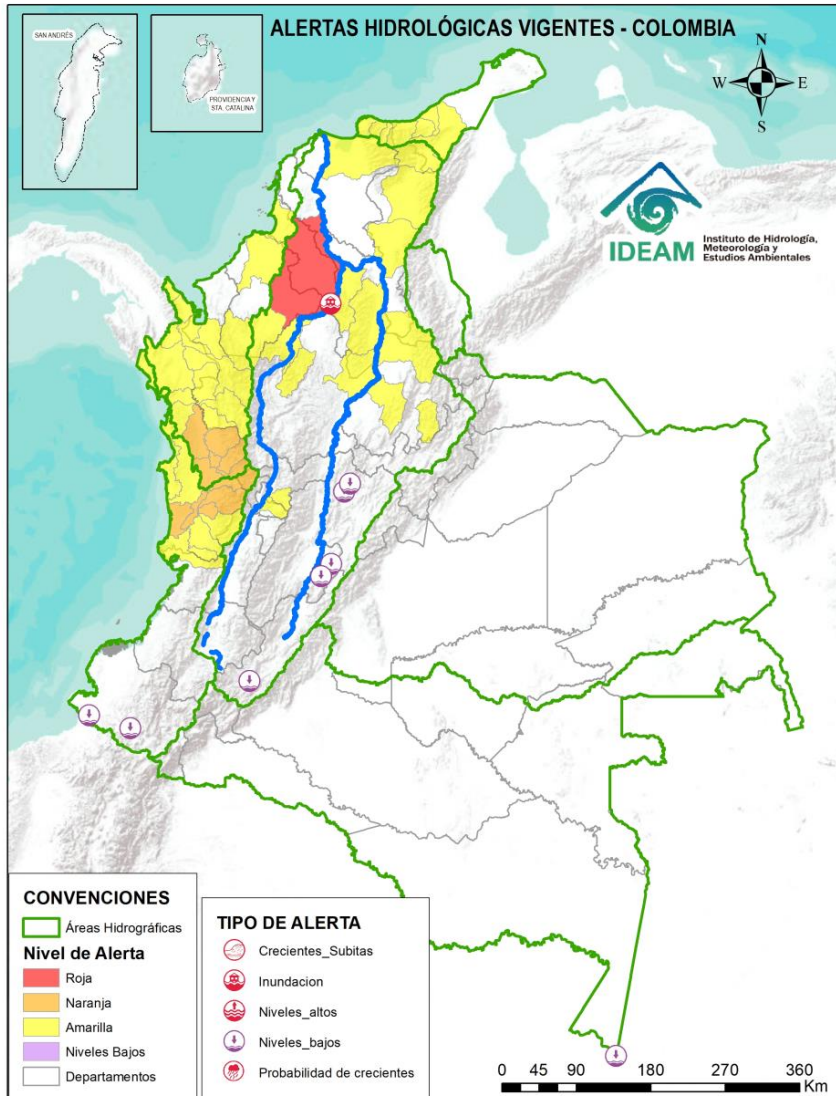 SAN ANDRÉS
PROVIDENCIA Y
STA. CATALINA
ALERTAS HIDROLÓGICAS VIGENTES - COLOMBIA
N
W
E
S
IDEAM
Instituto de Hidrología,
Meteorología y
Estudios Ambientales
CONVENCIONES
Áreas Hidrográficas
Nivel de Alerta
Roja
Naranja
Amarilla
Niveles Bajos
Departamentos
TIPO DE ALERTA
Crecientes_Subitas
Inundacion
Niveles_altos
Niveles_bajos
Probabilidad de crecientes
0 45 90 180 270 360
Km